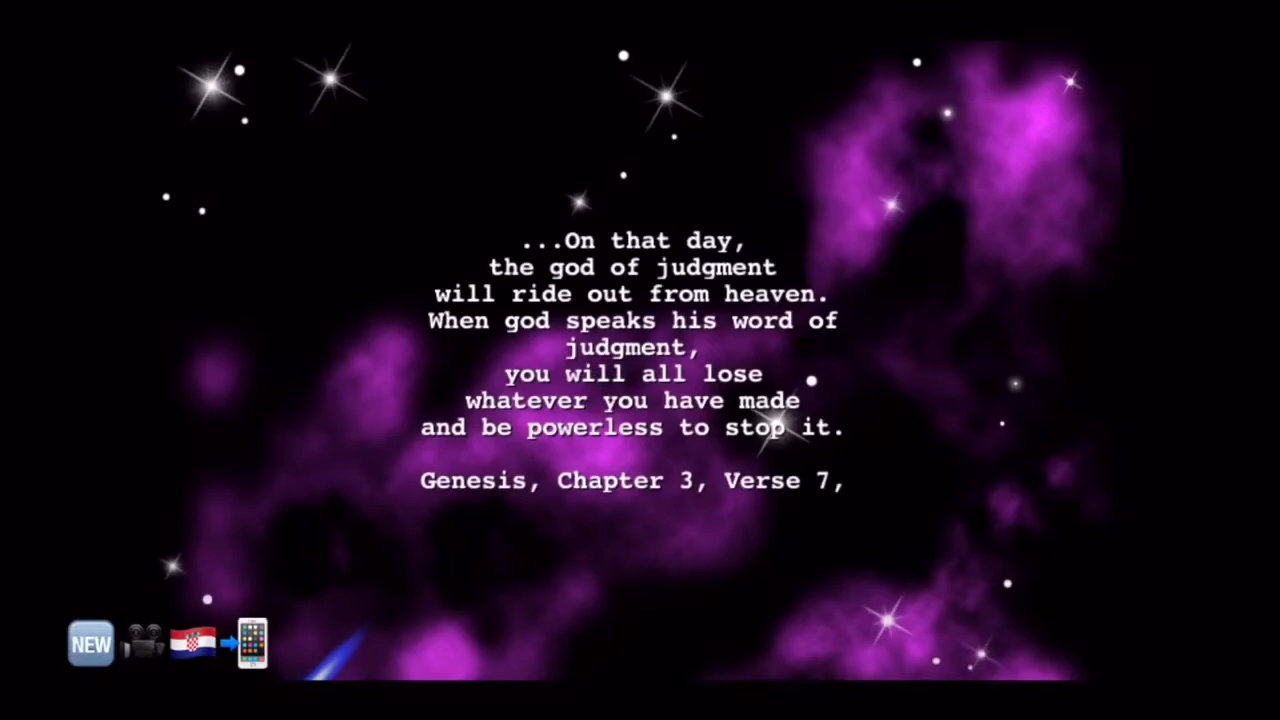 ...On that day,
the god of judgment
will ride out from heaven.
When god speaks his word of
judgment,
you will all lose
whatever you have made
and be powerless to stop it.
Genesis, Chapter 3, Verse 7,
NEW